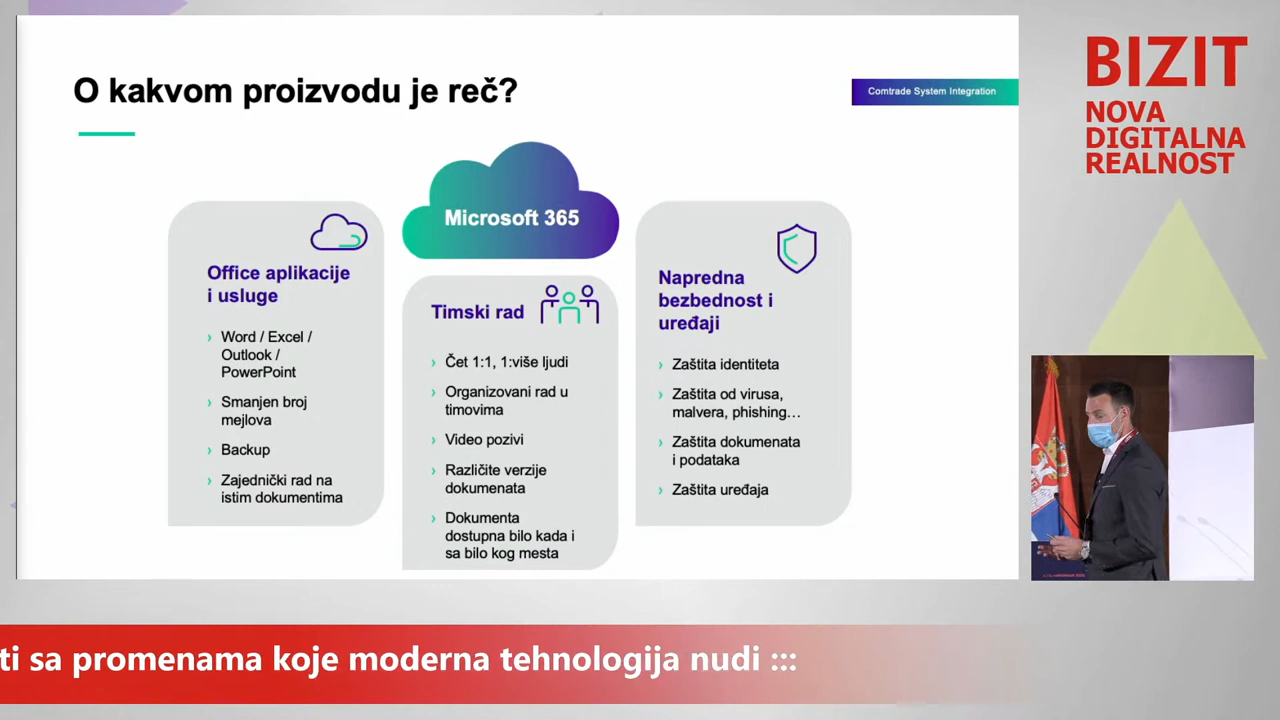 O kakvom proizvodu je reč?
Comtrade System Integration
BIZIT
NOVA
DIGITALNA
REALNOST
Microsoft 365
Office aplikacije
i usluge
› Word / Excel /
Outlook /
PowerPoint
› Smanjen broj
mejlova
› Backup
› Zajednički rad na
istim dokumentima
Timski rad
› Čet 1:1, 1:više ljudi
› Organizovani rad u
timovima
› Video pozivi
› Različite verzije
dokumenata
› Dokumenta
dostupna bilo kada i
sa bilo kog mesta
Napredna
bezbednost i
uređaji
› Zaštita identiteta
› Zaštita od virusa,
malvera, phishing…
› Zaštita dokumenata
i podataka
› Zaštita uređaja
ti sa promenama koje moderna tehnologija nudi :::